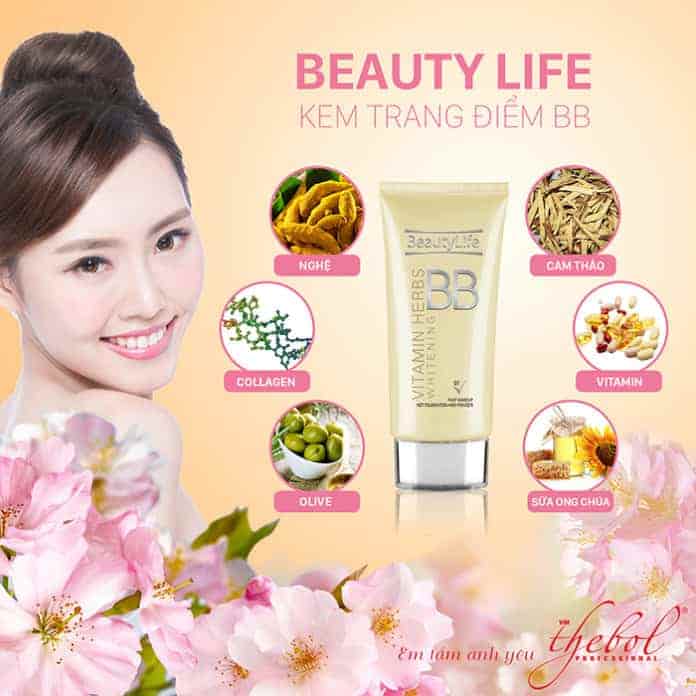 BEAUTY LIFE
KEM TRANG ĐIỂM BB
NGHỆ
CAM THẢO
COLLAGEN
VITAMIN
OLIVE
SỮA ONG CHÚA
BeautyLife
BB
VITAMIN HERBS
WHITENING
Em tắm anh yêu
thebol
PROFESSIONAL